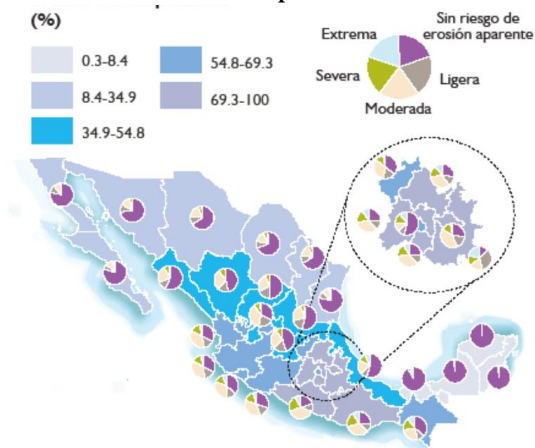 (%)
0.3-8.4
8.4-34.9
34.9-54.8
54.8-69.3
69.3-100
Extrema
Sin riesgo de
erosión aparente
Severa
Ligera
Moderada